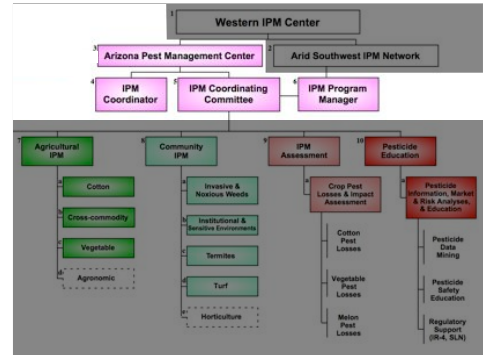 1
Western IPM Center
3
Arizona Pest Management Center
2
Arid Southwest IPM Network
4
IPM
Coordinator
5
IPM Coordinating
Committee
6
IPM Program
Manager
7
Agricultural
IPM
a
Cotton
b
Cross-commodity
c
Vegetable
d
Agronomic
8
Community
IPM
a
Invasive &
Noxious Weeds
b
Institutional &
Sensitive Environments
c
Termites
d
Turf
e
Horticulture
9
IPM
Assessment
a
Crop Pest
Losses & Impact
Assessment
Cotton
Pest
Losses
Vegetable
Pest
Losses
Melon
Pest
Losses
10
Pesticide
Education
a
Pesticide
Information, Market
& Risk Analyses,
& Education
Pesticide
Data
Mining
Pesticide
Safety
Education
Regulatory
Support
(IR-4, SLN)